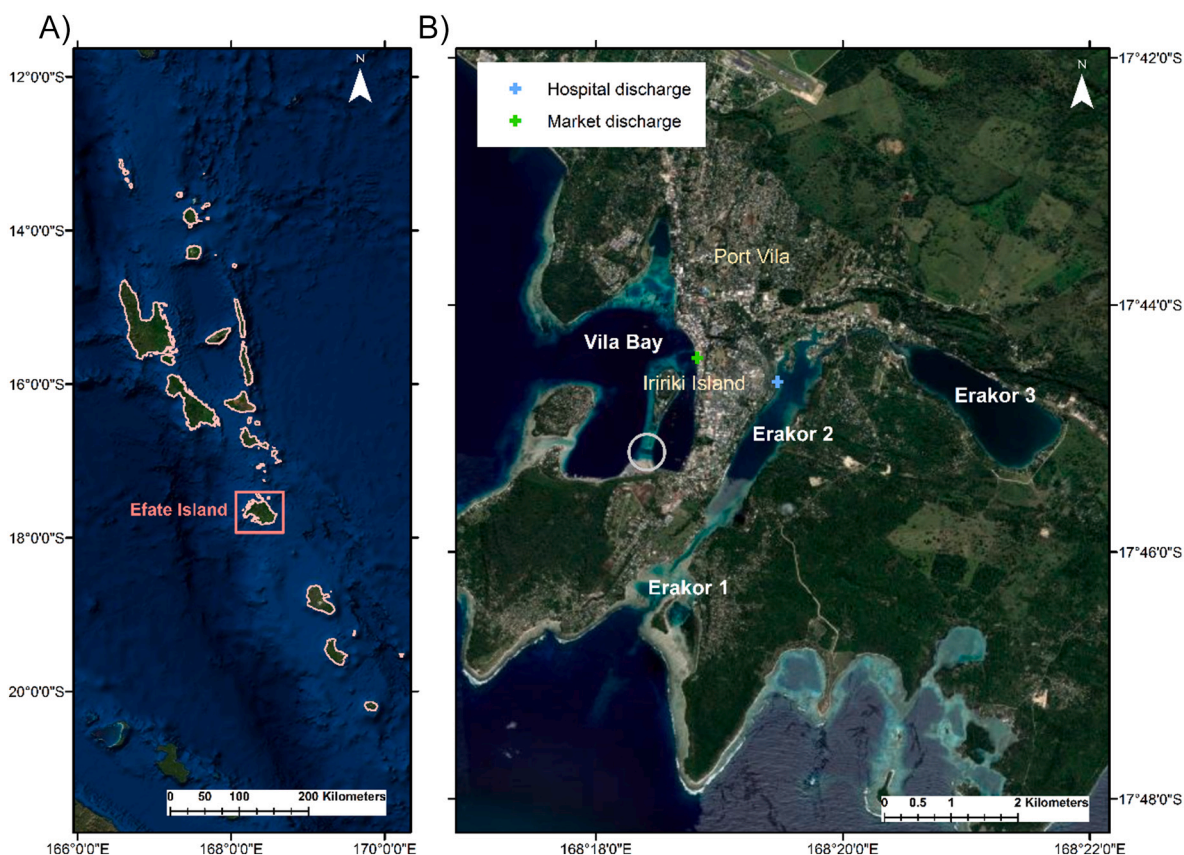 A)
B)
N
N
12°0'0"S
14°0'0"S
16°0'0"S
18°0'0"S
20°0'0"S
Efate Island
0 50 100 200 Kilometers
166°0'0"E
168°0'0"E
170°0'0"E
Hospital discharge
Market discharge
Port Vila
Vila Bay
Iririki Island
Erakor 3
Erakor 2
Erakor 1
17°42'0"S
17°44'0"S
17°46'0"S
17°48'0"S
0 0.5 1 2 Kilometers
168°18'0"E
168°20'0"E
168°22'0"E